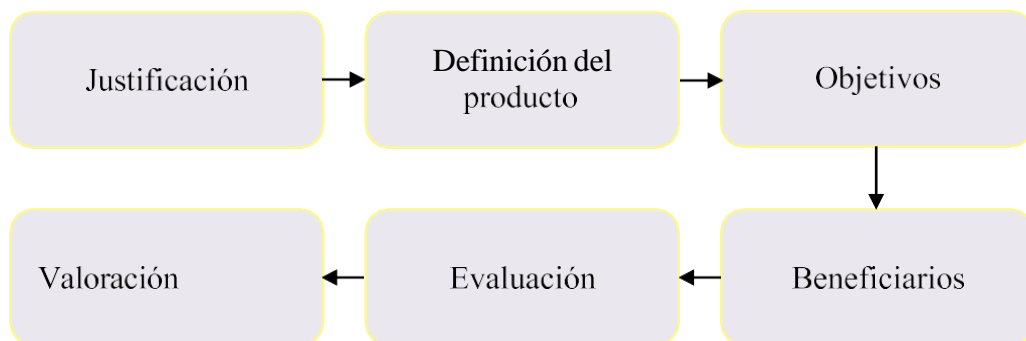 Justificación
Definición del
producto
Objetivos
Valoración
Evaluación
Beneficiarios